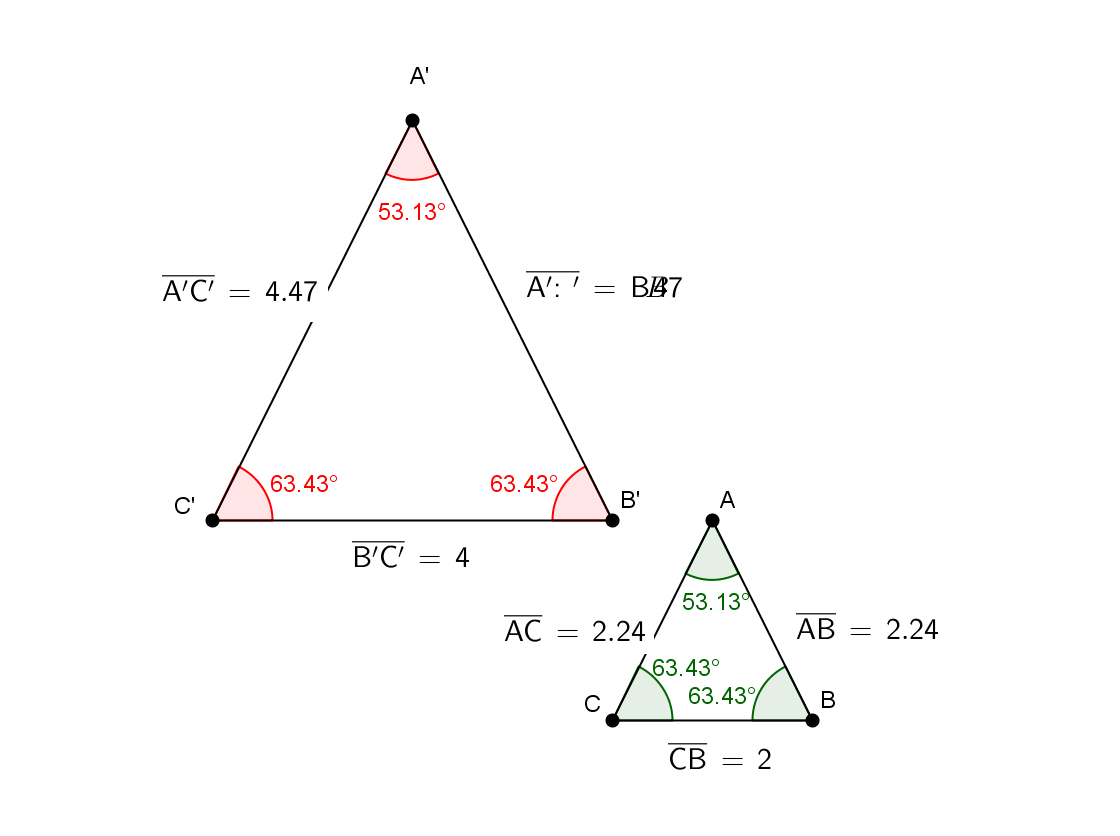 A'
53.13°
A′C′ = 4.47
C'
63.43°
63.43°
B'
B′C′ = 4
A
53.13°
AC = 2.24
AB = 2.24
63.43°
63.43°
C
B
CB = 2